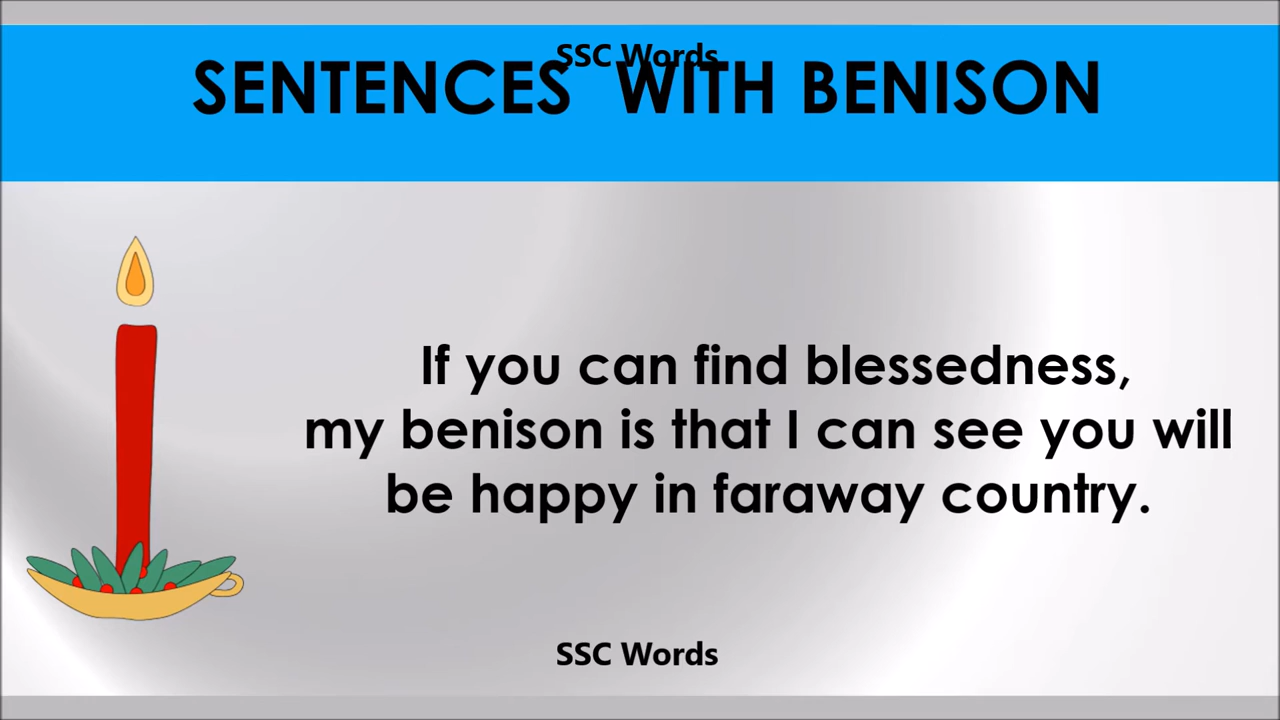 SSC Words
SENTENCES WITH BENISON
If you can find blessedness,
my benison is that I can see you will
be happy in faraway country.
SSC Words